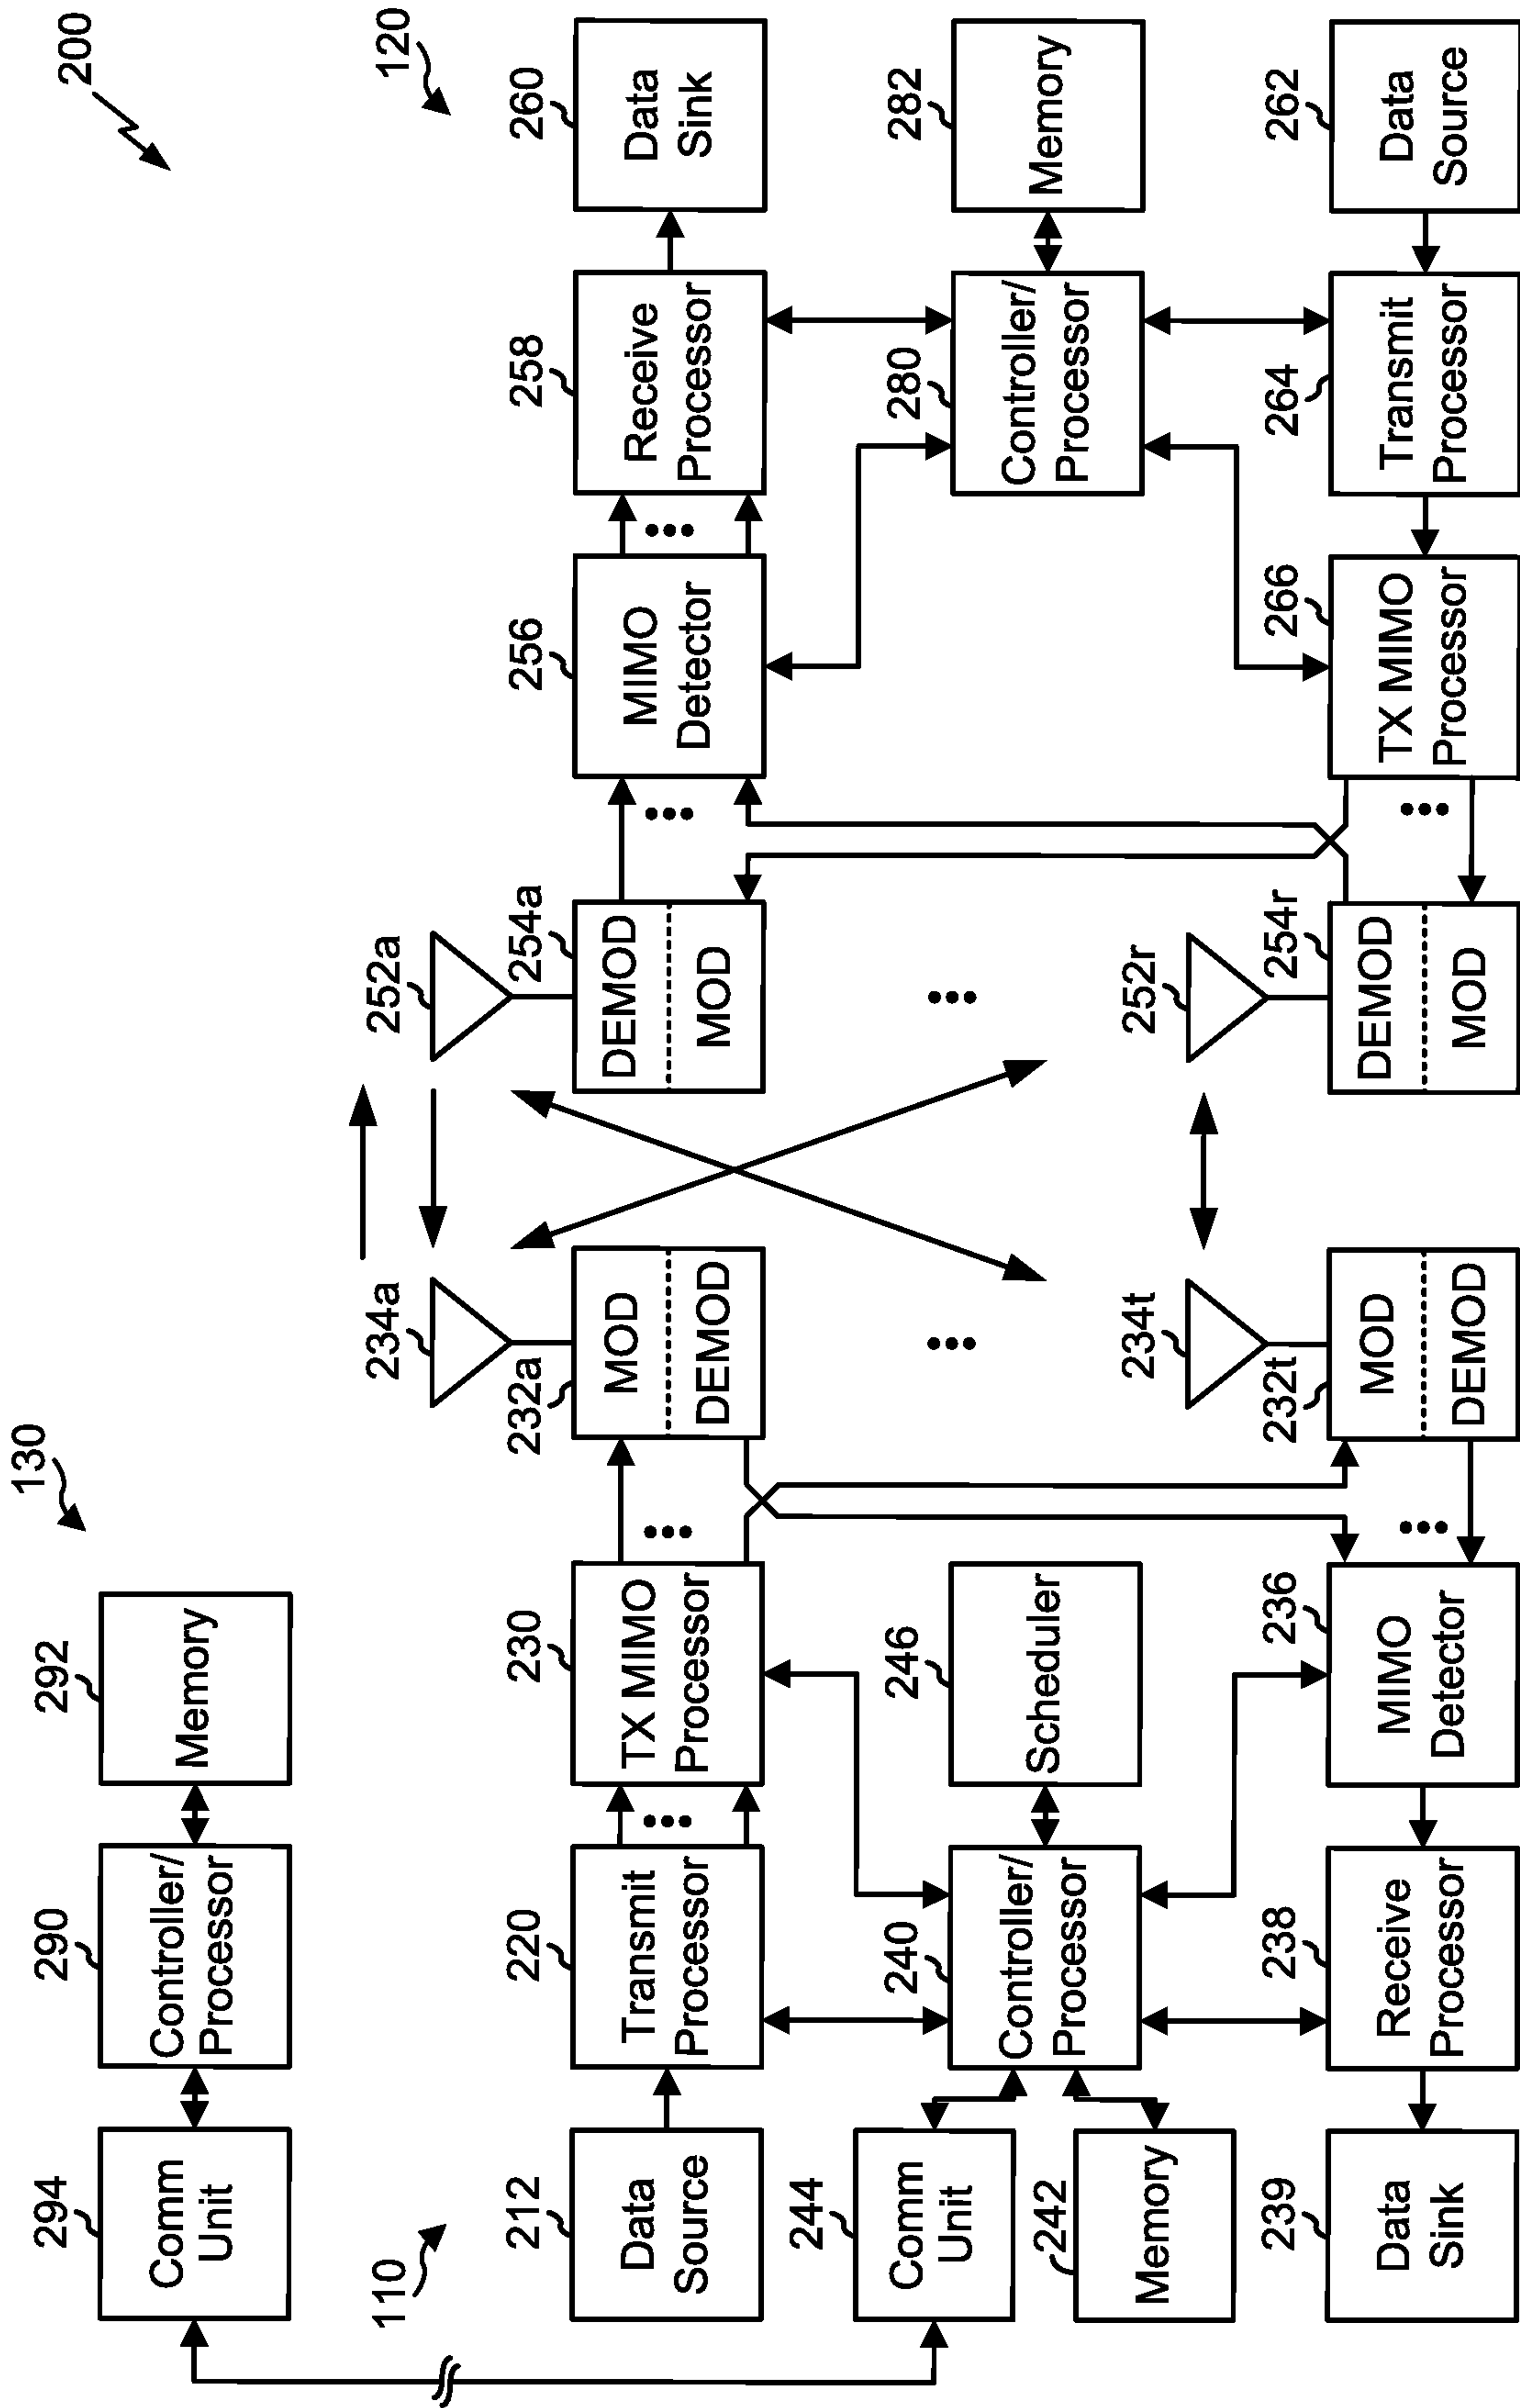 200
130
294
Comm
Unit
290
Controller/
Processor
292
Memory
110
120
212
Data
Source
220
Transmit
Processor
230
TX MIMO
Processor
232a
MOD
DEMOD
234a
252a
254a
DEMOD
MOD
256
MIMO
Detector
258
Receive
Processor
260
Data
Sink
244
Comm
Unit
242
Memory
240
Controller/
Processor
246
Scheduler
280
Controller/
Processor
282
Memory
239
Data
Sink
238
Receive
Processor
236
MIMO
Detector
232t
MOD
DEMOD
234t
252r
254r
DEMOD
MOD
266
TX MIMO
Processor
264
Transmit
Processor
262
Data
Source